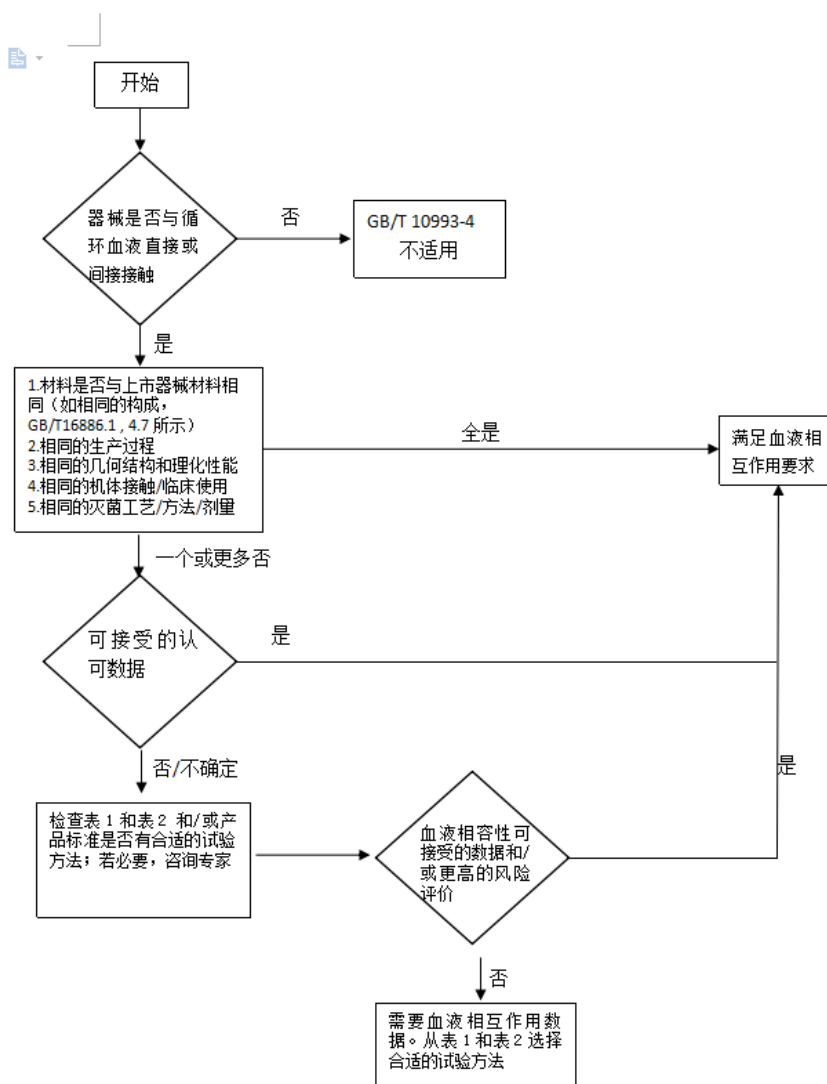 开始
器械是否与循
环血液直接或
间接接触
否
GB/T 10993-4
不适用
是
1.材料是否与上市器械材料相
同（如相同的构成，
GB/T16886.1 , 4.7 所示）
2.相同的生产过程
3.相同的几何结构和理化性能
4.相同的机体接触/临床使用
5.相同的灭菌工艺/方法/剂量
全是
满足血液相
互作用要求
一个或更多否
可接受的认
可数据
是
否/不确定
是
检查表1和表2 和/或产
品标准是否有合适的试验
方法；若必要，咨询专家
血液相容性可
接受的数据和/
或更高的风险
评价
否
需要血液相互作用数
据。从表1和表2选择
合适的试验方法